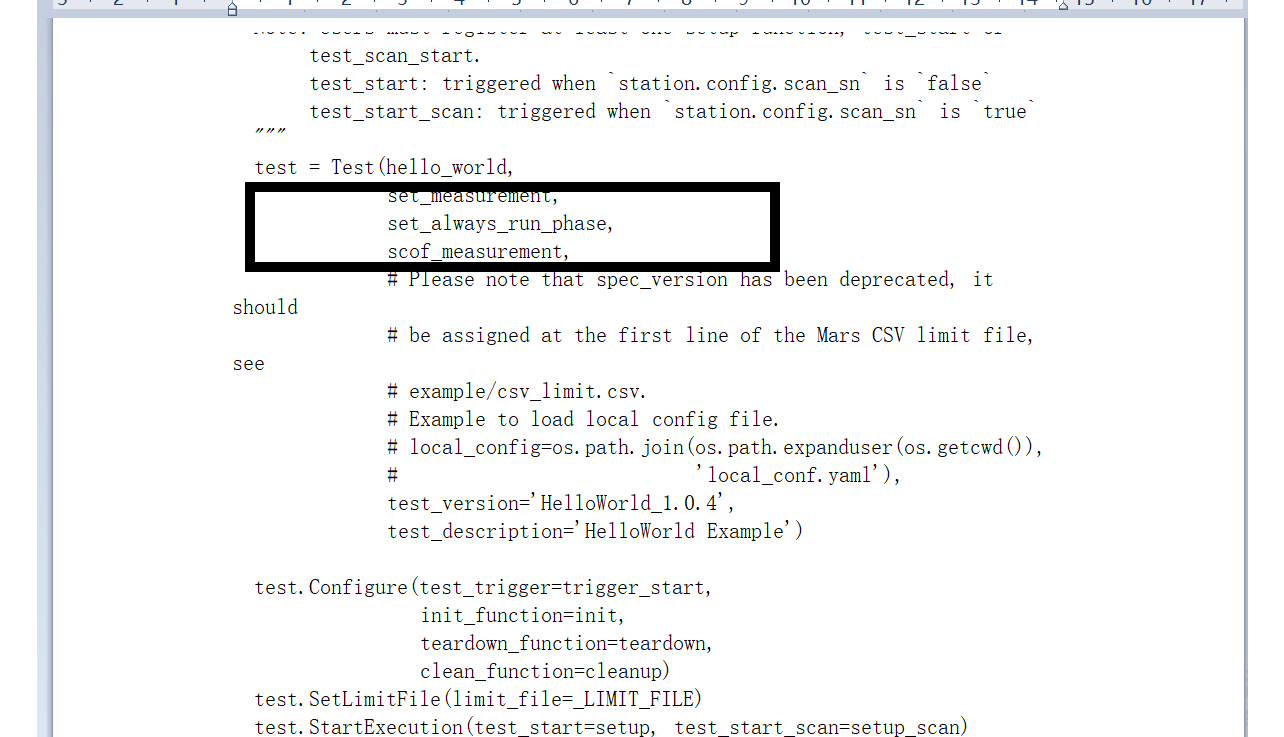 test_scan_start.
test_start: triggered when `station.config.scan_sn` is `false`
test_start_scan: triggered when `station.config.scan_sn` is `true`
"""
test = Test(hello_world,
set_measurement,
set_always_run_phase,
scof_measurement,
# Please note that spec_version has been deprecated, it
should
# be assigned at the first line of the Mars CSV limit file,
see
# example/csv_limit.csv.
# Example to load local config file.
# local_config=os.path.join(os.path.expanduser(os.getcwd()),
# 'local_conf.yaml'),
test_version='HelloWorld_1.0.4',
test_description='HelloWorld Example')
test.Configure(test_trigger=trigger_start,
init_function=init,
teardown_function=teardown,
clean_function=cleanup)
test.SetLimitFile(limit_file=_LIMIT_FILE)
test.StartExecution(test_start=setup, test_start_scan=setup_scan)